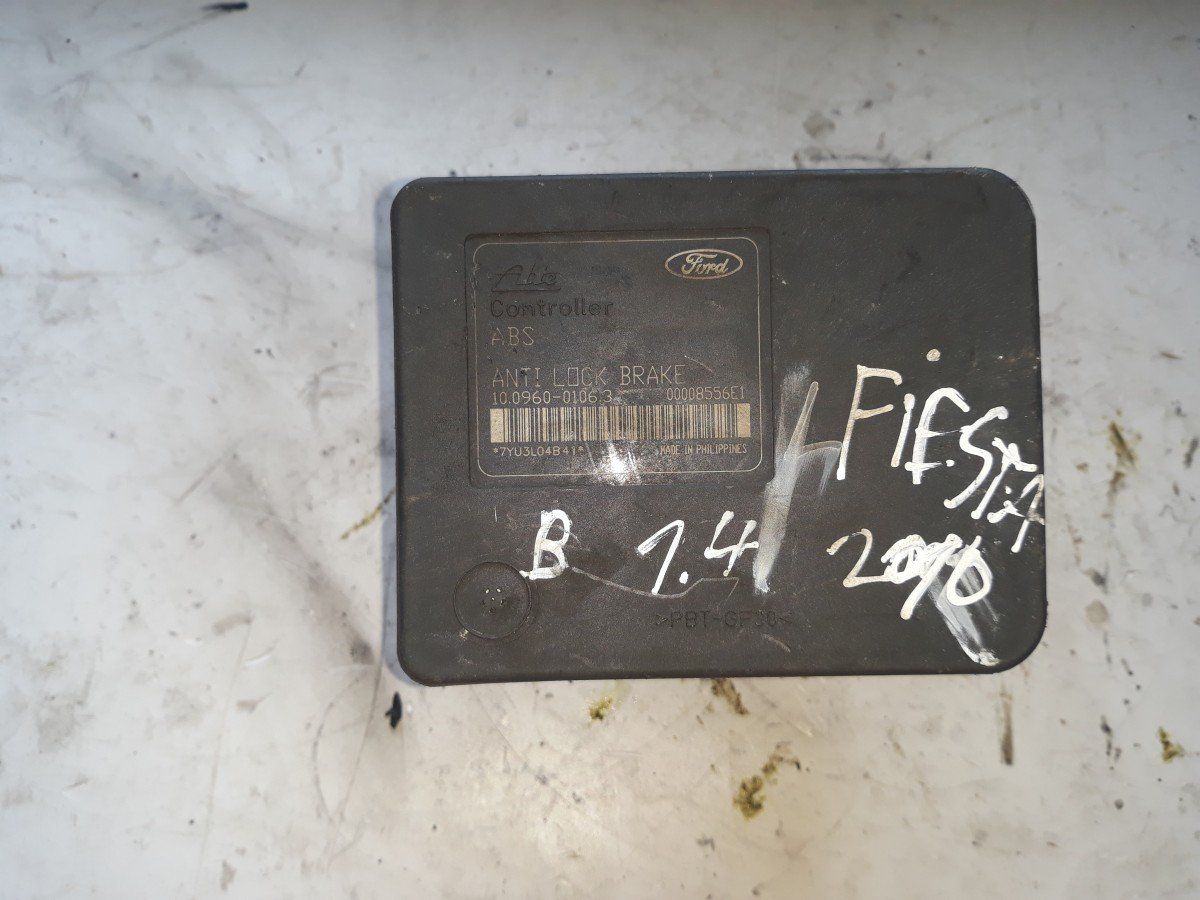 Ate
Ford
Controller
ABS
ANTI LOCK BRAKE
10.0960-0106.3 00008556E1
*7YU3L04B41* MADE IN PHILIPPINES
FIESTA
B 1.4
>PBT-GF30<